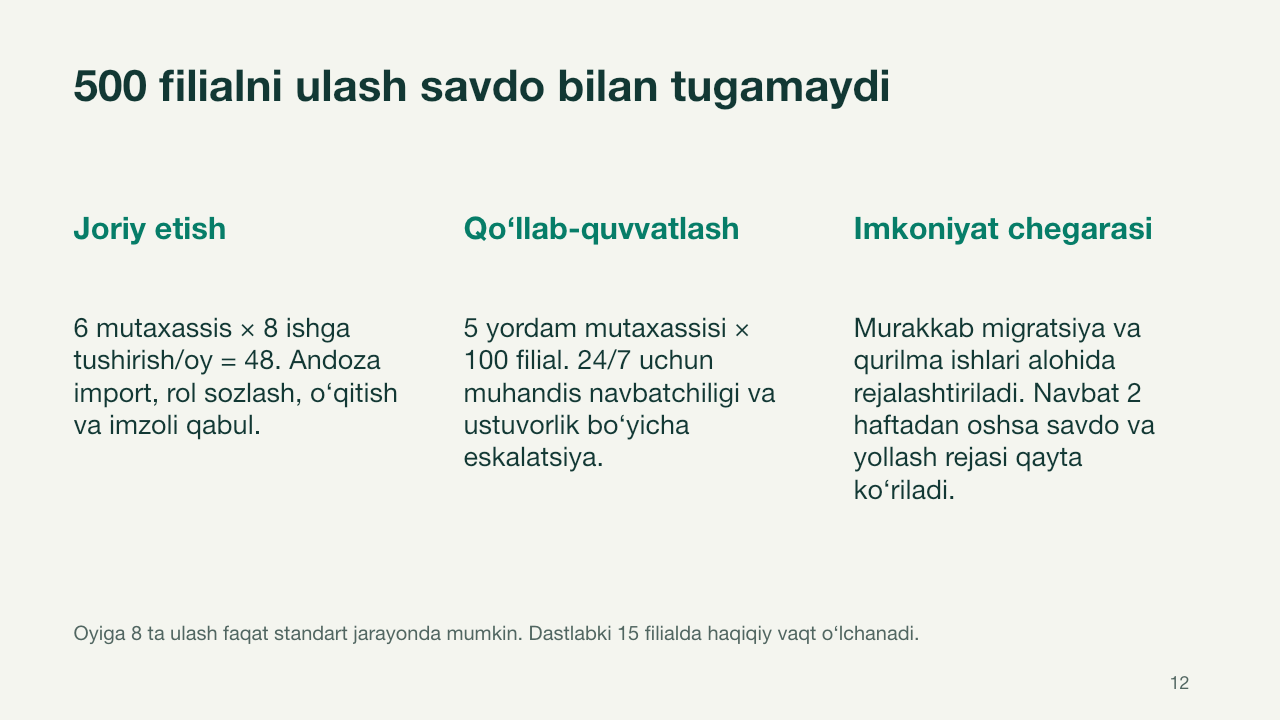 500 filialni ulash savdo bilan tugamaydi
Joriy etish
6 mutaxassis × 8 ishga
tushirish/oy = 48. Andoza
import, rol sozlash, o‘qitish
va imzoli qabul.
Qo‘llab-quvvatlash
5 yordam mutaxassisi ×
100 filial. 24/7 uchun
muhandis navbatchiligi va
ustuvorlik bo‘yicha
eskalatsiya.
Imkoniyat chegarasi
Murakkab migratsiya va
qurilma ishlari alohida
rejalashtiriladi. Navbat 2
haftadan oshsa savdo va
yollash rejasi qayta
ko‘riladi.
Oyiga 8 ta ulash faqat standart jarayonda mumkin. Dastlabki 15 filialda haqiqiy vaqt o‘lchanadi.
12